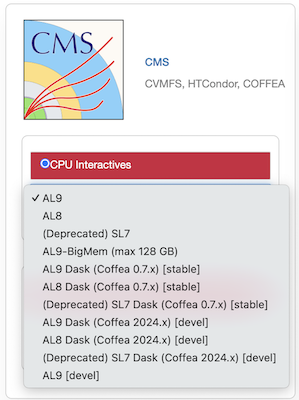 CMS
CMS
CVMFS, HTCondor, COFFEA
CPU Interactives
✓ AL9
AL8
(Deprecated) SL7
AL9-BigMem (max 128 GB)
AL9 Dask (Coffea 0.7.x) [stable]
AL8 Dask (Coffea 0.7.x) [stable]
(Deprecated) SL7 Dask (Coffea 0.7.x) [stable]
AL9 Dask (Coffea 2024.x) [devel]
AL8 Dask (Coffea 2024.x) [devel]
(Deprecated) SL7 Dask (Coffea 2024.x) [devel]
AL9 [devel]